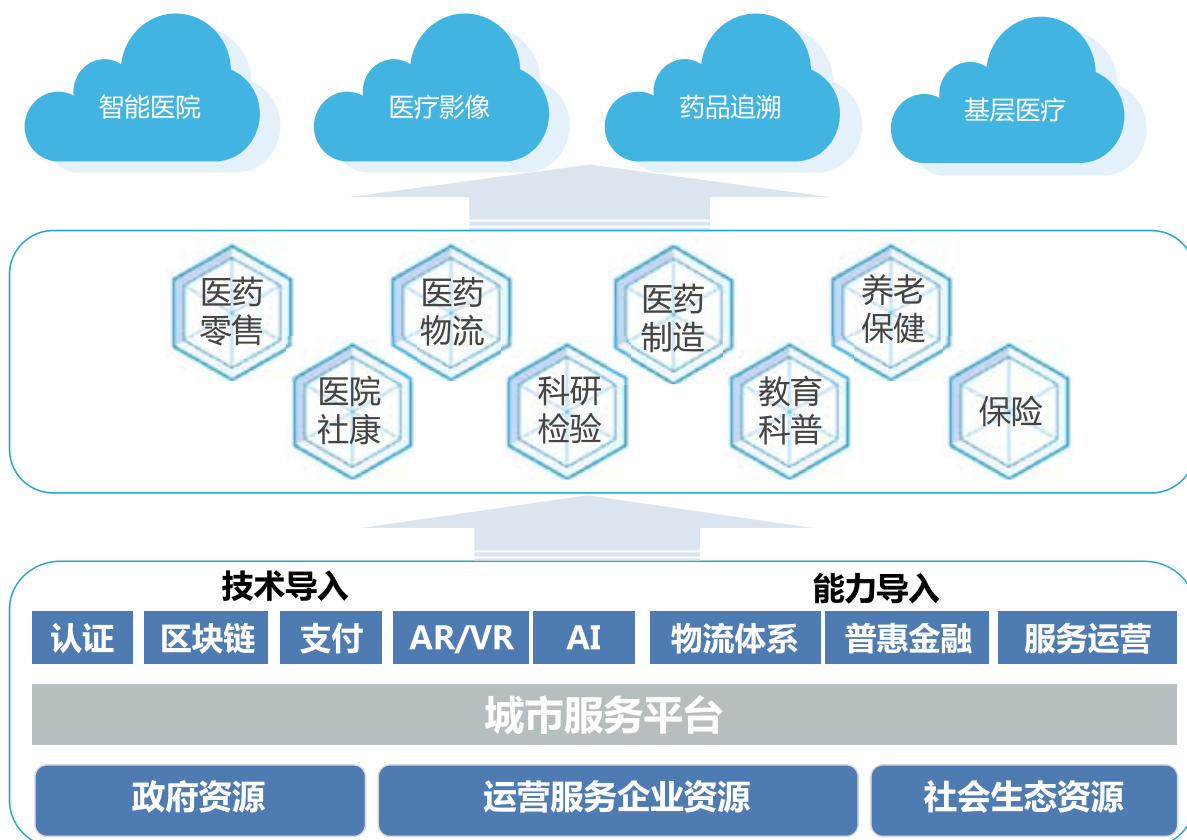 智能医院
医疗影像
药品追溯
基层医疗
医药
零售
医药
物流
医药
制造
养老
保健
医院
社康
科研
检验
教育
科普
保险
技术导入
能力导入
认证
区块链
支付
AR/VR
AI
物流体系
普惠金融
服务运营
城市服务平台
政府资源
运营服务企业资源
社会生态资源